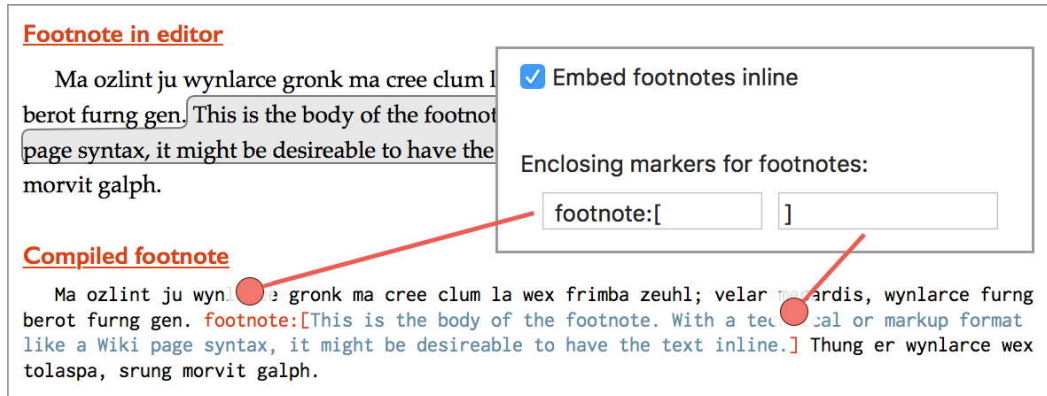 Footnote in editor
Ma ozlint ju wynlarce gronk ma cree clum l
berot furng gen. This is the body of the footnot
page syntax, it might be desireable to have the
morvit galph.
Embed footnotes inline
Enclosing markers for footnotes:
footnote:[ ]
Compiled footnote
Ma ozlint ju gronk ma cree clum la wex frimba zeuhl; velar wynlarce furng
berot furng gen. footnote:[This is the body of the footnote. With a or markup format
like a Wiki page syntax, it might be desireable to have the text inline.] Thung er wynlarce wex
tolaspa, srung morvit galph.